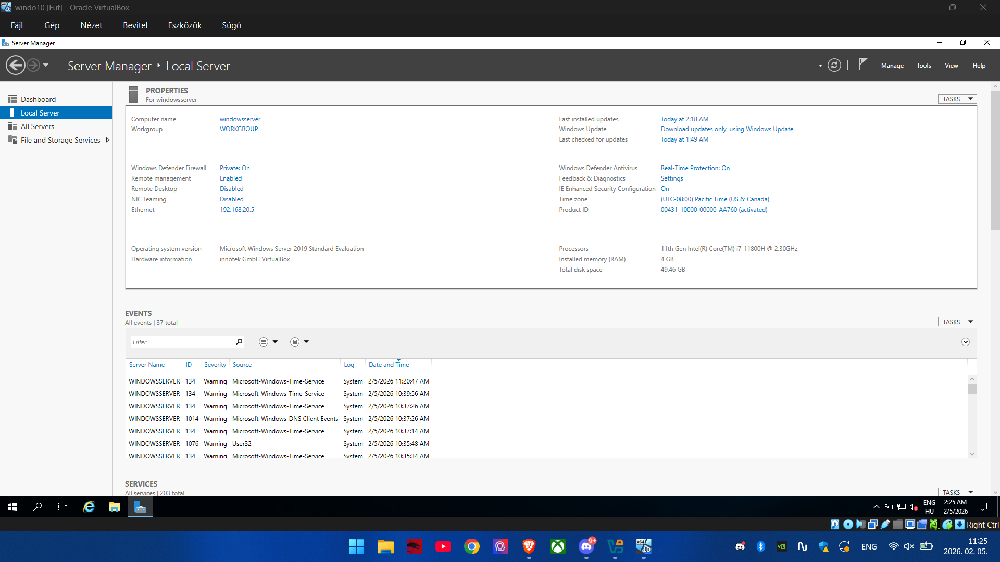 windo10 [Fut] - Oracle VirtualBox
Fájl Gép Nézet Bevitel Eszközök Súgó
Server Manager
Server Manager Local Server
Manage Tools View Help
Dashboard
Local Server
All Servers
File and Storage Services
PROPERTIES
For windowsserver
TASKS
Computer name windowsserver
Workgroup WORKGROUP
Last installed updates Today at 2:18 AM
Windows Update Download updates only, using Windows Update
Last checked for updates Today at 1:49 AM
Windows Defender Firewall Private: On
Remote management Enabled
Remote Desktop Disabled
NIC Teaming Disabled
Ethernet 192.168.20.5
Windows Defender Antivirus Real-Time Protection: On
Feedback & Diagnostics Settings
IE Enhanced Security Configuration On
Time zone (UTC-08:00) Pacific Time (US & Canada)
Product ID 00431-10000-00000-AA760 (activated)
Operating system version Microsoft Windows Server 2019 Standard Evaluation
Hardware information innotek GmbH VirtualBox
Processors 11th Gen Intel(R) Core(TM) i7-11800H @ 2.30GHz
Installed memory (RAM) 4 GB
Total disk space 49.46 GB
EVENTS
All events | 37 total
TASKS
Filter
Server Name ID Severity Source Log Date and Time
WINDOWSSERVER 134 Warning Microsoft-Windows-Time-Service System 2/5/2026 11:20:47 AM
WINDOWSSERVER 134 Warning Microsoft-Windows-Time-Service System 2/5/2026 10:39:56 AM
WINDOWSSERVER 134 Warning Microsoft-Windows-Time-Service System 2/5/2026 10:37:26 AM
WINDOWSSERVER 1014 Warning Microsoft-Windows-DNS Client Events System 2/5/2026 10:37:26 AM
WINDOWSSERVER 134 Warning Microsoft-Windows-Time-Service System 2/5/2026 10:37:14 AM
WINDOWSSERVER 1076 Warning User32 System 2/5/2026 10:35:48 AM
WINDOWSSERVER 134 Warning Microsoft-Windows-Time-Service System 2/5/2026 10:35:34 AM
SERVICES
All services | 203 total
TASKS
ENG
HU
2:25 AM
2/5/2026
Right Ctrl
x64
10
9+
ENG
11:25
2026. 02. 05.